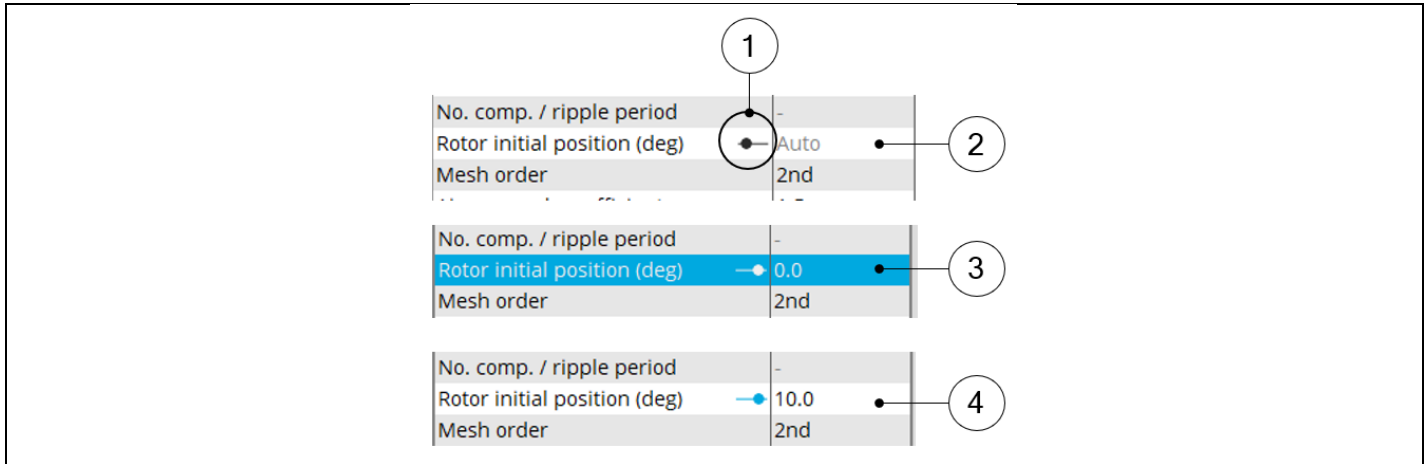 1
No. comp. / ripple period -
Rotor initial position (deg) Auto
2
Mesh order 2nd
No. comp. / ripple period -
Rotor initial position (deg) 0.0
3
Mesh order 2nd
No. comp. / ripple period -
Rotor initial position (deg) 10.0
4
Mesh order 2nd